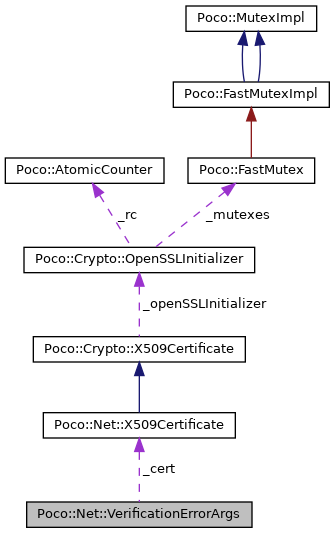 Poco::MutexImpl
Poco::FastMutexImpl
Poco::AtomicCounter
Poco::FastMutex
_rc
_mutexes
Poco::Crypto::OpenSSLInitializer
_openSSLInitializer
Poco::Crypto::X509Certificate
Poco::Net::X509Certificate
_cert
Poco::Net::VerificationErrorArgs